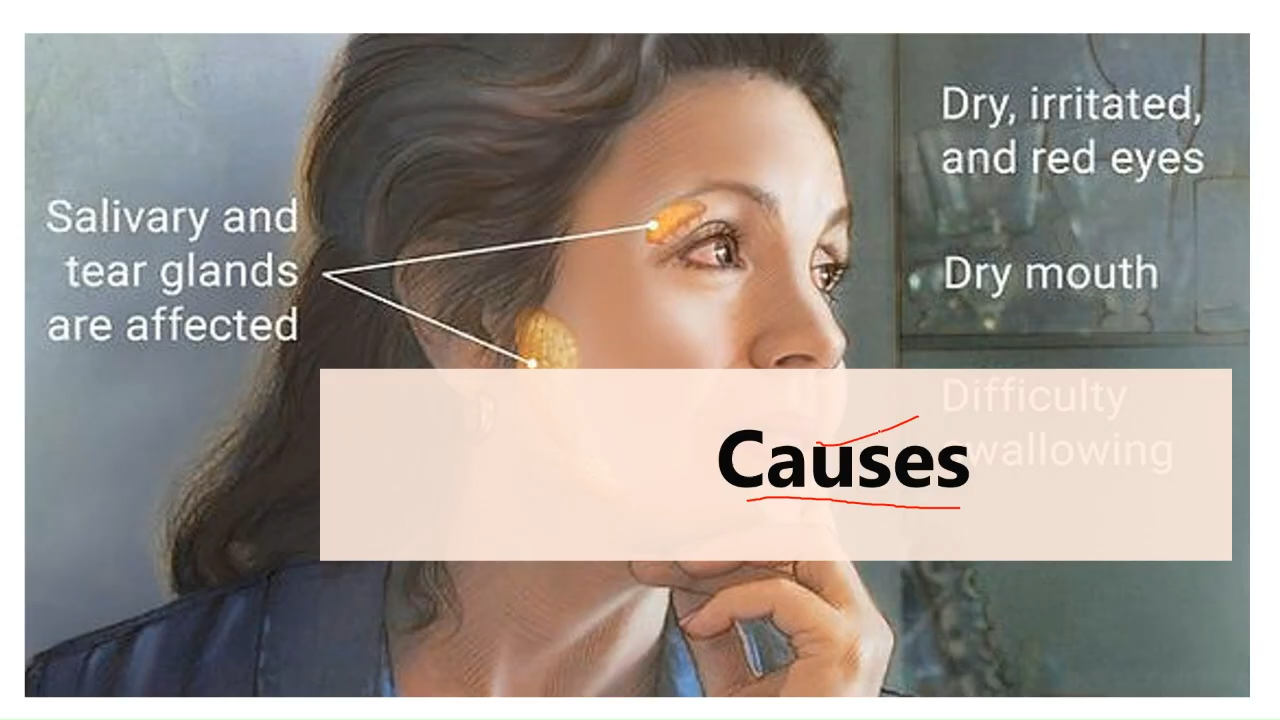 Salivary and
tear glands
are affected
Dry, irritated,
and red eyes
Dry mouth
Difficulty
swallowing
Causes